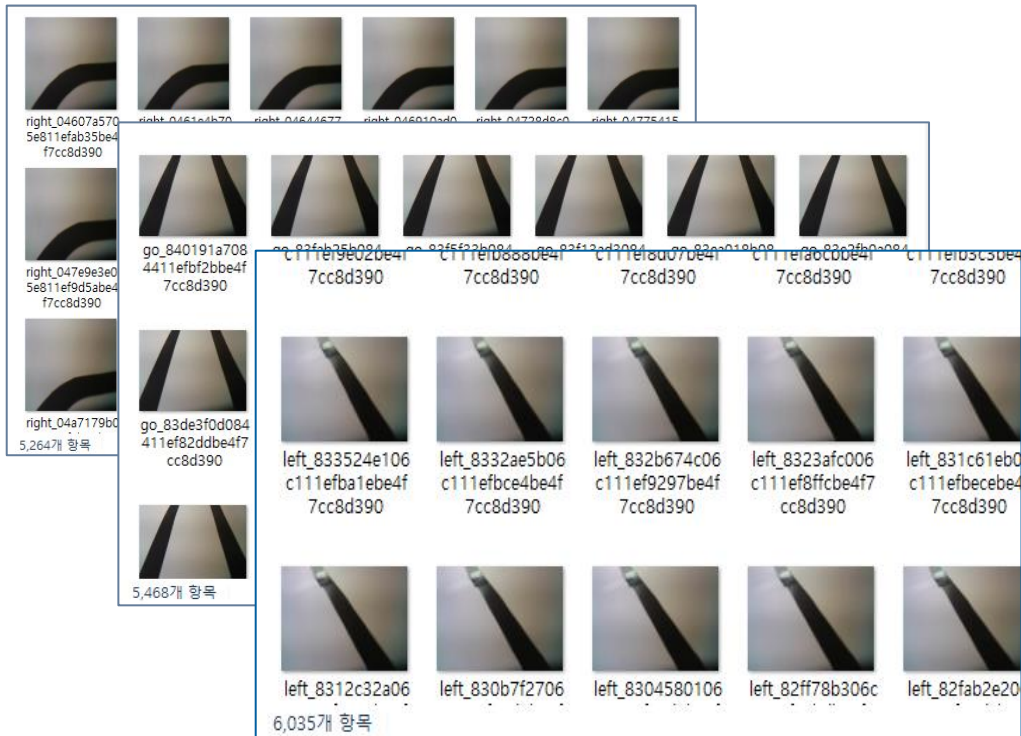 right_04607a570
5e811efab35be4
f7cc8d390
right_047e9e3e0
5e811ef9d5abe4
f7cc8d390
right_04a7179b0
5,264개 항목
go_840191a708
4411efbf2bbe4f
7cc8d390
go_83de3f0d084
411ef82ddbe4f7
cc8d390
5,468개 항목
7cc8d390 7cc8d390 7cc8d390 7cc8d390 7cc8d390
left_833524e106 left_8332ae5b06 left_832b674c06 left_8323afc006 left_831c61eb0
c111efba1ebe4f c111efbce4be4f c111ef9297be4f c111ef8ffcbe4f7 c111efbecebe4
7cc8d390 7cc8d390 7cc8d390 cc8d390 7cc8d390
left_8312c32a06 left_830b7f2706 left_8304580106 left_82ff78b306c left_82fab2e20
6,035개 항목